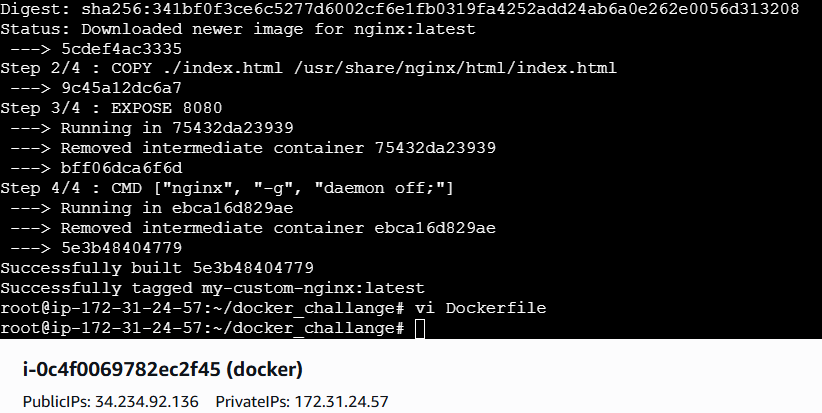 Digest: sha256:341bf0f3ce6c5277d6002cf6e1fb0319fa4252add24ab6a0e262e0056d313208
Status: Downloaded newer image for nginx:latest
 ---> 5cdef4ac3335
Step 2/4 : COPY ./index.html /usr/share/nginx/html/index.html
 ---> 9c45a12dc6a7
Step 3/4 : EXPOSE 8080
 ---> Running in 75432da23939
 ---> Removed intermediate container 75432da23939
 ---> bff06dca6f6d
Step 4/4 : CMD ["nginx", "-g", "daemon off;"]
 ---> Running in ebca16d829ae
 ---> Removed intermediate container ebca16d829ae
 ---> 5e3b48404779
Successfully built 5e3b48404779
Successfully tagged my-custom-nginx:latest
root@ip-172-31-24-57:~/docker_challange# vi Dockerfile
root@ip-172-31-24-57:~/docker_challange#
i-0c4f0069782ec2f45 (docker)
PublicIPs: 34.234.92.136 PrivateIPs: 172.31.24.57